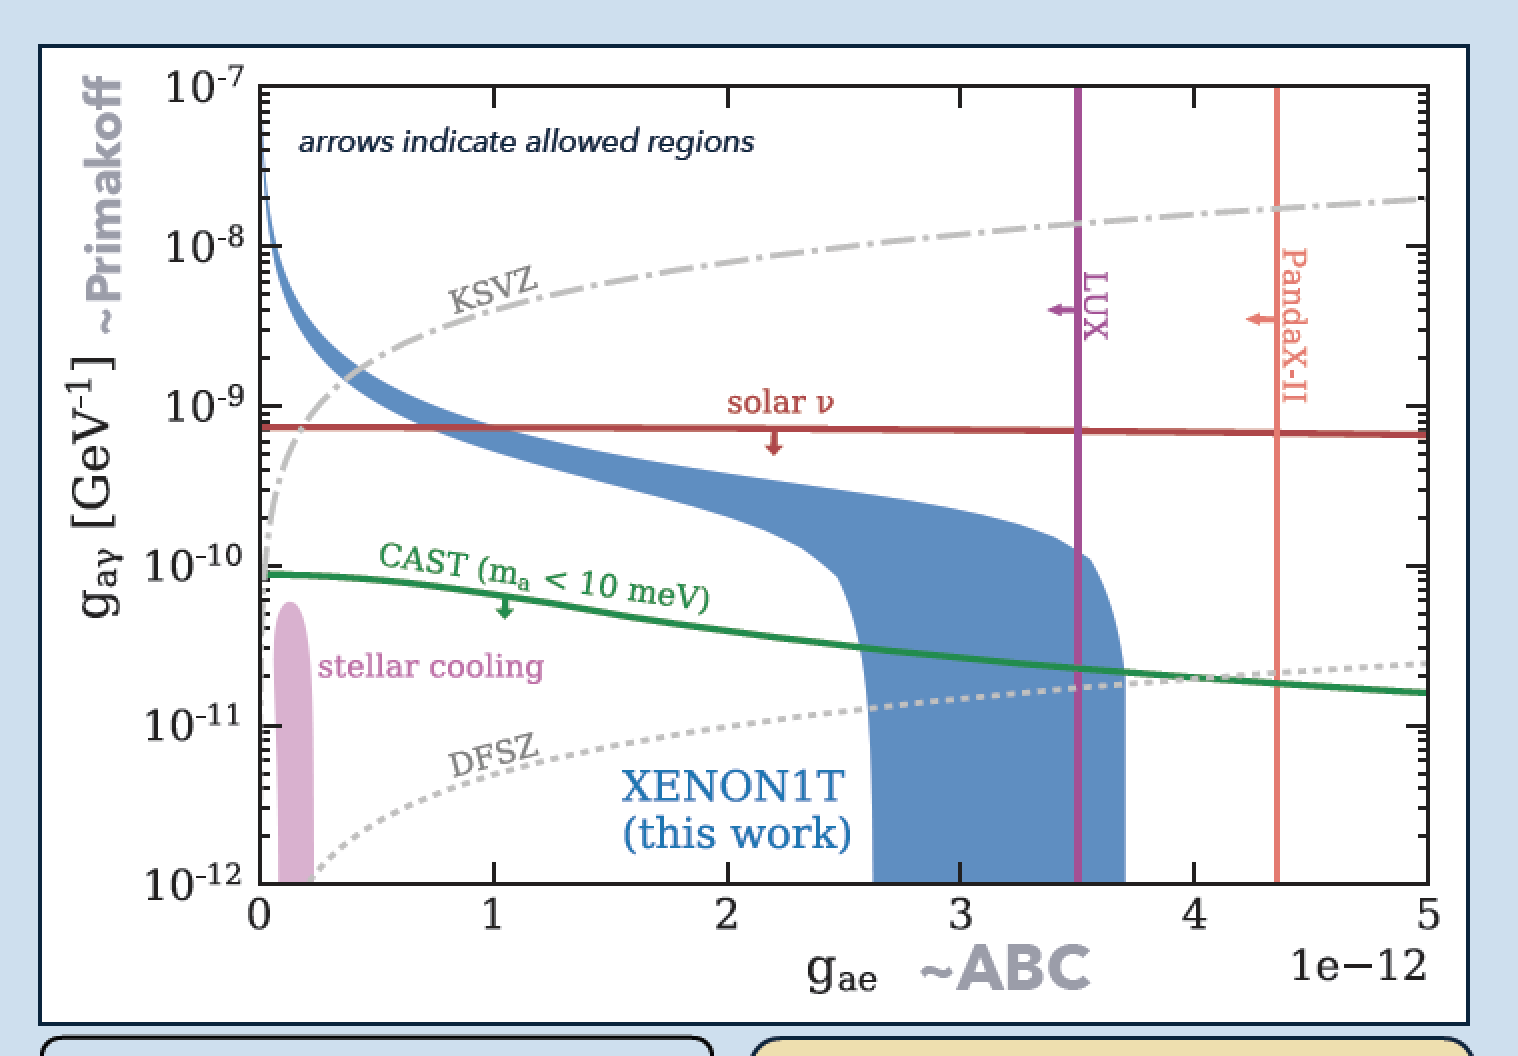 ~Primakoff
g_aγ [GeV⁻¹]
10⁻⁷
10⁻⁸
10⁻⁹
10⁻¹⁰
10⁻¹¹
10⁻¹²
arrows indicate allowed regions
KSVZ
LUX
PandaX-II
solar ν
CAST (mₐ < 10 meV)
stellar cooling
DFSZ
XENON1T
(this work)
0 1 2 3 4 5
g_ae ~ABC 1e−12